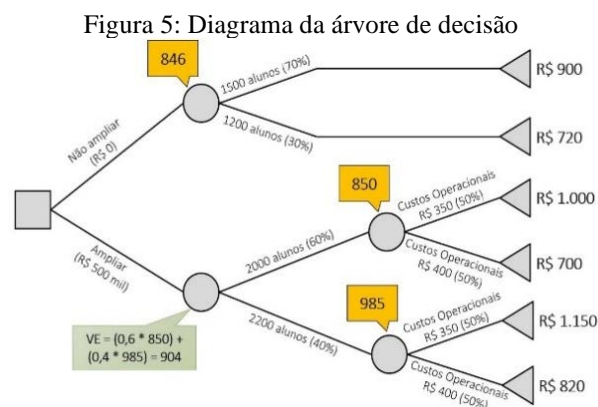 Figura 5: Diagrama da árvore de decisão
846
1500 alunos (70%)
R$ 900
1200 alunos (30%)
R$ 720
Não ampliar
(R$ 0)
850
Custos Operacionais
R$ 350 (50%)
R$ 1.000
2000 alunos (60%)
Custos Operacionais
R$ 400 (50%)
R$ 700
Ampliar
(R$ 500 mil)
985
2200 alunos (40%)
Custos Operacionais
R$ 350 (50%)
R$ 1.150
Custos Operacionais
R$ 400 (50%)
R$ 820
VE = (0,6 * 850) +
(0,4 * 985) = 904